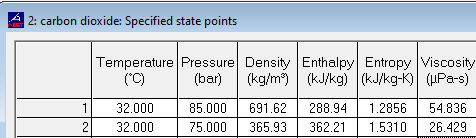 2: carbon dioxide: Specified state points
Temperature Pressure Density Enthalpy Entropy Viscosity
(°C) (bar) (kg/m³) (kJ/kg) (kJ/kg-K) (µPa-s)
1 32.000 85.000 691.62 288.94 1.2856 54.836
2 32.000 75.000 365.93 362.21 1.5310 26.429